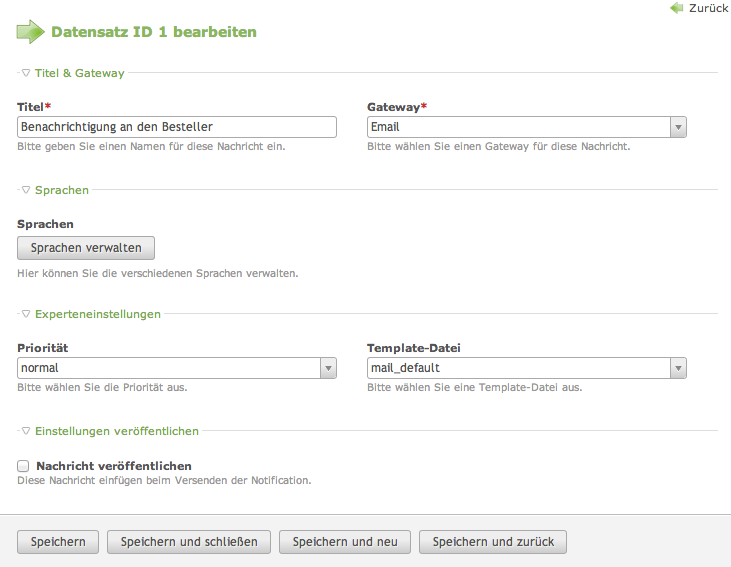 Zurück
Datensatz ID 1 bearbeiten
Titel & Gateway
Titel* Gateway*
Benachrichtigung an den Besteller Email
Bitte geben Sie einen Namen für diese Nachricht ein. Bitte wählen Sie einen Gateway für diese Nachricht.
Sprachen
Sprachen
Sprachen verwalten
Hier können Sie die verschiedenen Sprachen verwalten.
Experteneinstellungen
Priorität Template-Datei
normal mail_default
Bitte wählen Sie die Priorität aus. Bitte wählen Sie eine Template-Datei aus.
Einstellungen veröffentlichen
Nachricht veröffentlichen
Diese Nachricht einfügen beim Versenden der Notification.
Speichern Speichern und schließen Speichern und neu Speichern und zurück